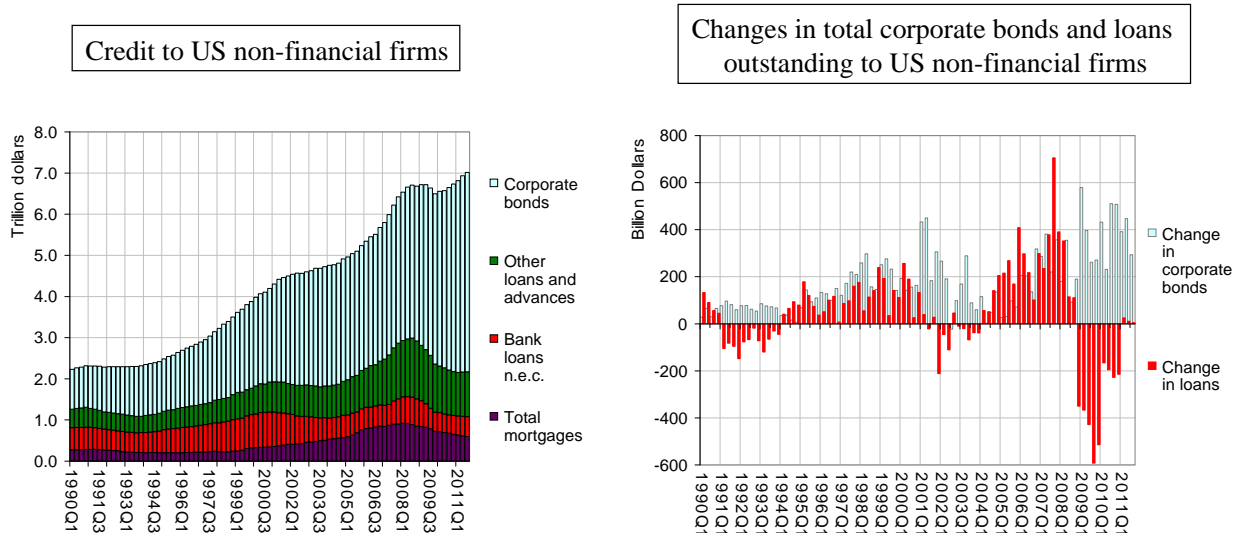 Credit to US non-financial firms
Trillion dollars
8.0
7.0
6.0
5.0
4.0
3.0
2.0
1.0
0.0
1990Q1
1991Q3
1993Q1
1994Q3
1996Q1
1997Q3
1999Q1
2000Q3
2002Q1
2003Q3
2005Q1
2006Q3
2008Q1
2009Q3
2011Q1
Corporate
bonds
Other
loans and
advances
Bank
loans
n.e.c.
Total
mortgages
Changes in total corporate bonds and loans
outstanding to US non-financial firms
Billion Dollars
800
600
400
200
0
-200
-400
-600
1990Q1
1991Q1
1992Q1
1993Q1
1994Q1
1995Q1
1996Q1
1997Q1
1998Q1
1999Q1
2000Q1
2001Q1
2002Q1
2003Q1
2004Q1
2005Q1
2006Q1
2007Q1
2008Q1
2009Q1
2010Q1
2011Q1
Change
in
corporate
bonds
Change
in loans